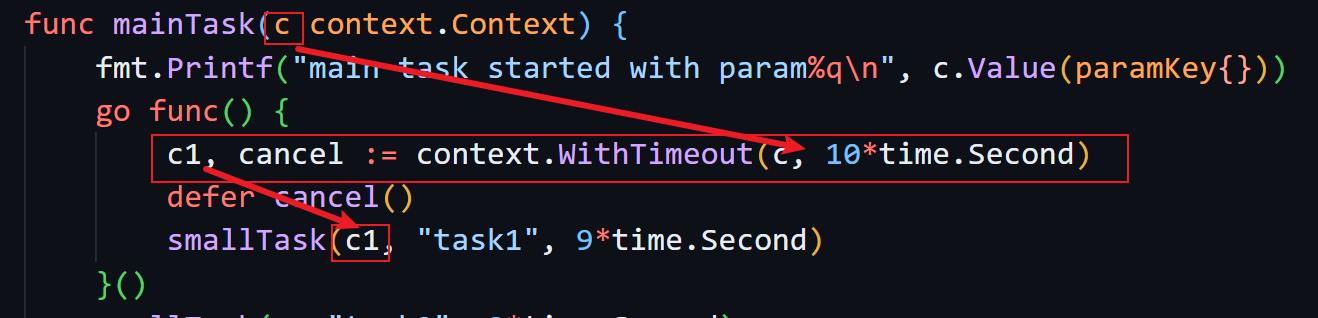 func mainTask(c context.Context) {
fmt.Printf("main task started with param%q\n", c.Value(paramKey{}))
go func() {
c1, cancel := context.WithTimeout(c, 10*time.Second)
defer cancel()
smallTask(c1, "task1", 9*time.Second)
}()